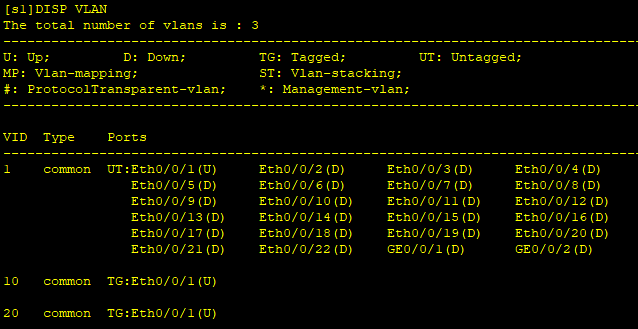 [s1]DISP VLAN
The total number of vlans is : 3
--------------------------------------------------------------------------------
U: Up;         D: Down;         TG: Tagged;         UT: Untagged;
MP: Vlan-mapping;               ST: Vlan-stacking;
#: ProtocolTransparent-vlan;    *: Management-vlan;
--------------------------------------------------------------------------------
VID  Type    Ports
--------------------------------------------------------------------------------
1    common  UT:Eth0/0/1(U)     Eth0/0/2(D)     Eth0/0/3(D)     Eth0/0/4(D)
Eth0/0/5(D)     Eth0/0/6(D)     Eth0/0/7(D)     Eth0/0/8(D)
Eth0/0/9(D)     Eth0/0/10(D)    Eth0/0/11(D)    Eth0/0/12(D)
Eth0/0/13(D)    Eth0/0/14(D)    Eth0/0/15(D)    Eth0/0/16(D)
Eth0/0/17(D)    Eth0/0/18(D)    Eth0/0/19(D)    Eth0/0/20(D)
Eth0/0/21(D)    Eth0/0/22(D)    GE0/0/1(D)      GE0/0/2(D)
10   common  TG:Eth0/0/1(U)
20   common  TG:Eth0/0/1(U)